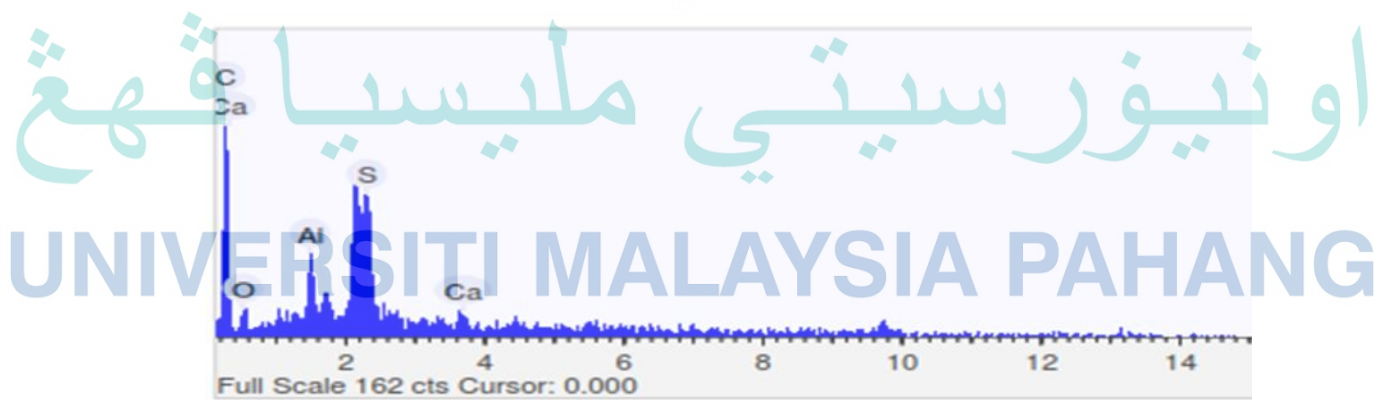 اونيۏرسيتي مليسيا ڤهڠ
UNIVERSITI MALAYSIA PAHANG
C
Ca
S
Al
O
Ca
2 4 6 8 10 12 14
Full Scale 162 cts Cursor: 0.000